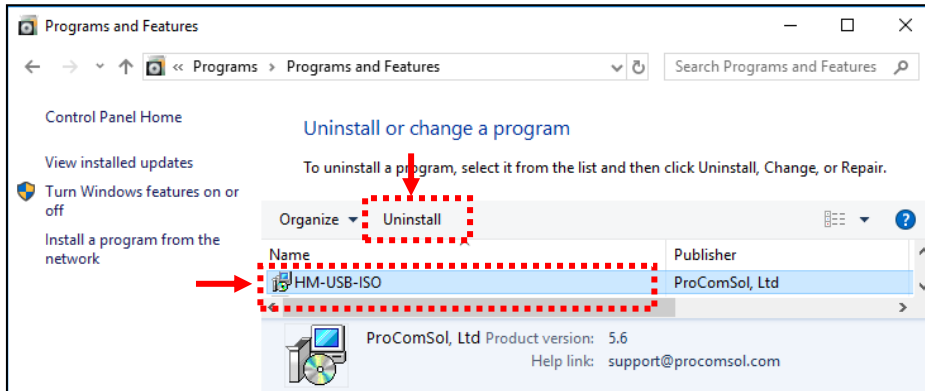 Programs and Features
« Programs > Programs and Features
Search Programs and Features
Control Panel Home
View installed updates
Turn Windows features on or
off
Install a program from the
network
Uninstall or change a program
To uninstall a program, select it from the list and then click Uninstall, Change, or Repair.
Organize Uninstall
Name Publisher
HM-USB-ISO ProComSol, Ltd
ProComSol, Ltd Product version: 5.6
Help link: support@procomsol.com